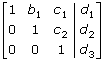 1 b₁ c₁ | d₁
0 1 c₂ | d₂
0 0 1 | d₃